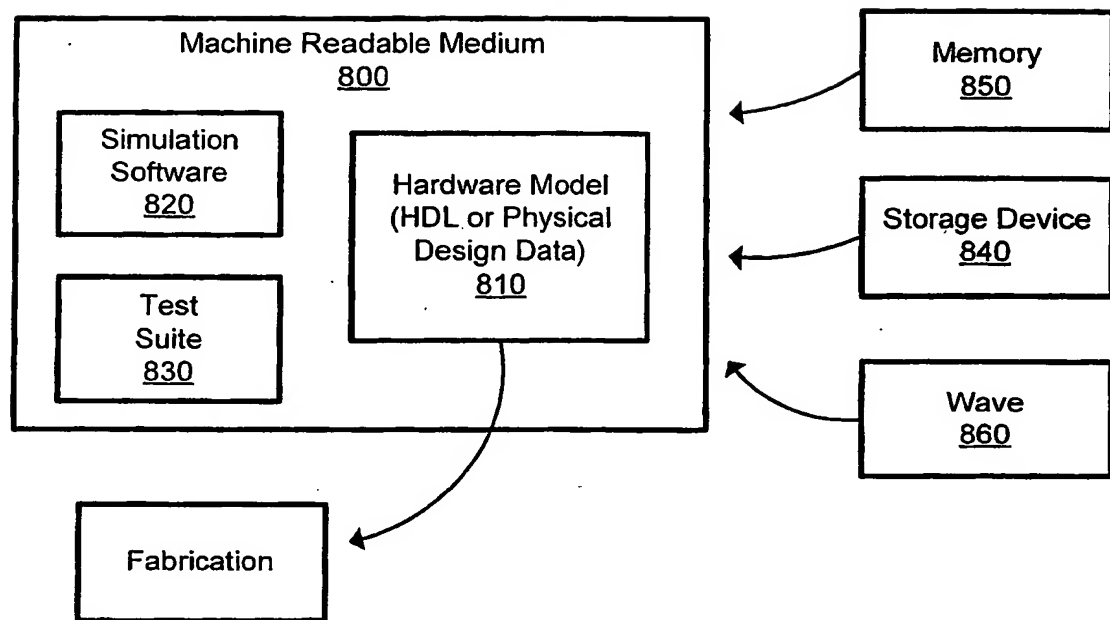 Machine Readable Medium
800
Simulation
Software
820
Test
Suite
830
Hardware Model
(HDL or Physical
Design Data)
810
Memory
850
Storage Device
840
Wave
860
Fabrication